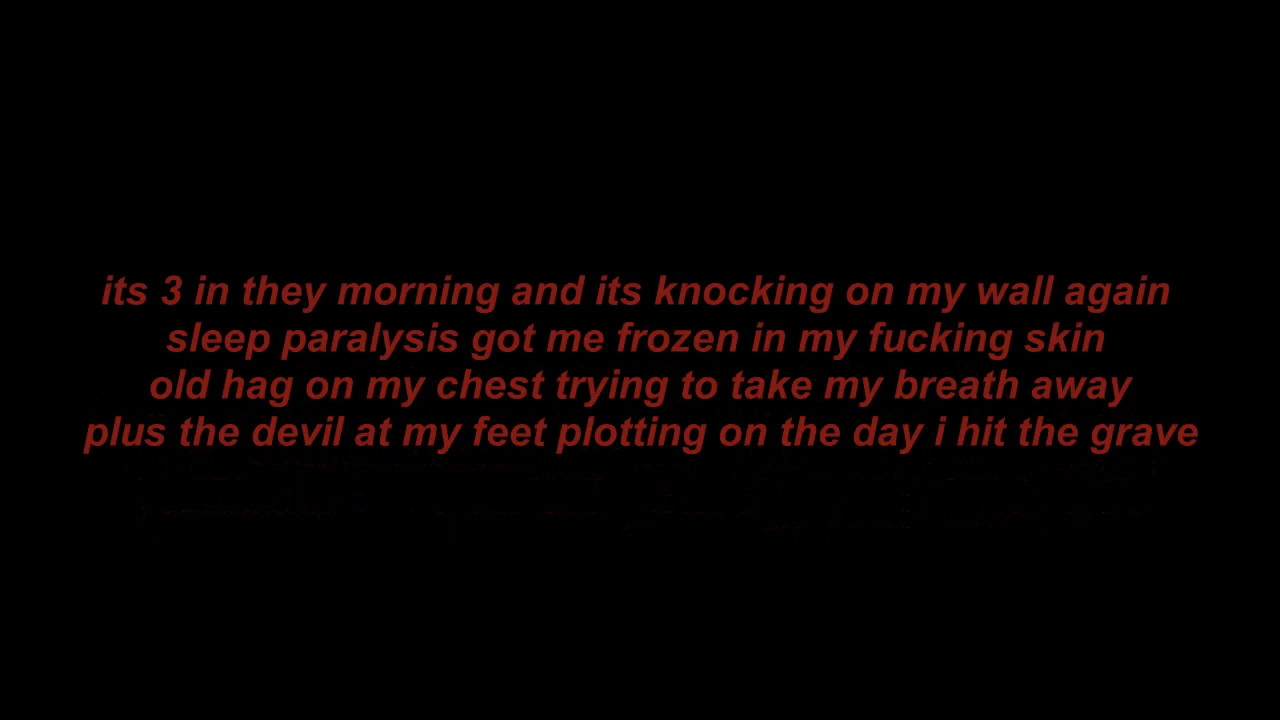 its 3 in they morning and its knocking on my wall again
sleep paralysis got me frozen in my fucking skin
old hag on my chest trying to take my breath away
plus the devil at my feet plotting on the day i hit the grave